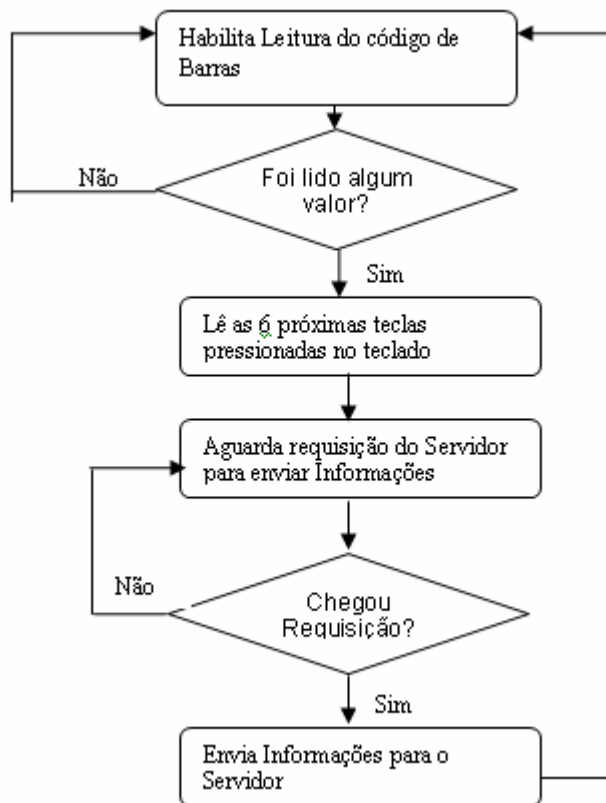 Habilita Leitura do código de
Barras
Foi lido algum
valor?
Não
Sim
Lê as 6 próximas teclas
pressionadas no teclado
Aguarda requisição do Servidor
para enviar Informações
Não
Chegou
Requisição?
Sim
Envia Informações para o
Servidor